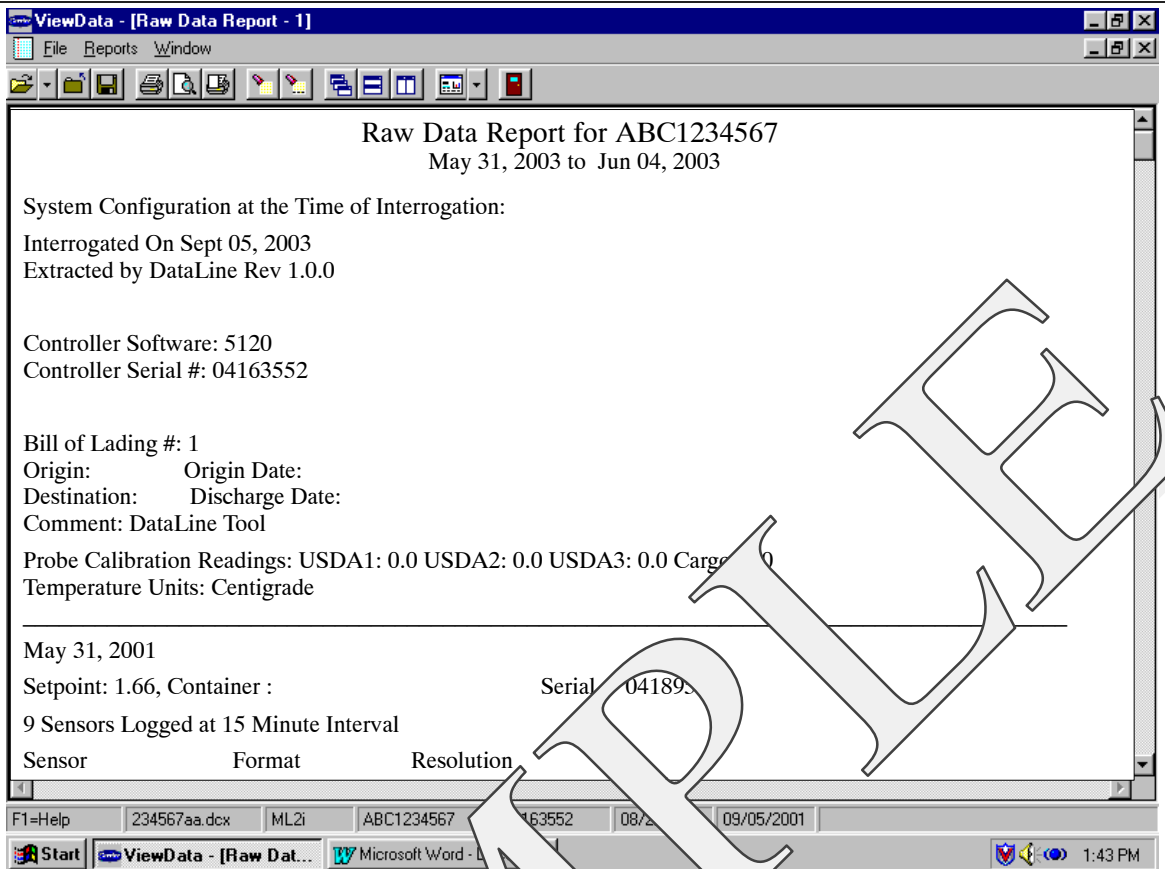 ViewData - [Raw Data Report - 1]
File Reports Window
Raw Data Report for ABC1234567
May 31, 2003 to Jun 04, 2003
System Configuration at the Time of Interrogation:
Interrogated On Sept 05, 2003
Extracted by DataLine Rev 1.0.0
Controller Software: 5120
Controller Serial #: 04163552
Bill of Lading #: 1
Origin: Origin Date:
Destination: Discharge Date:
Comment: DataLine Tool
Probe Calibration Readings: USDA1: 0.0 USDA2: 0.0 USDA3: 0.0
Temperature Units: Centigrade
May 31, 2001
Setpoint: 1.66, Container : Serial
9 Sensors Logged at 15 Minute Interval
Sensor Format Resolution
F1=Help 234567aa.dcx ML2i ABC1234567 09/05/2001
Start ViewData - [Raw Dat... Microsoft Word - 1:43 PM
PLE